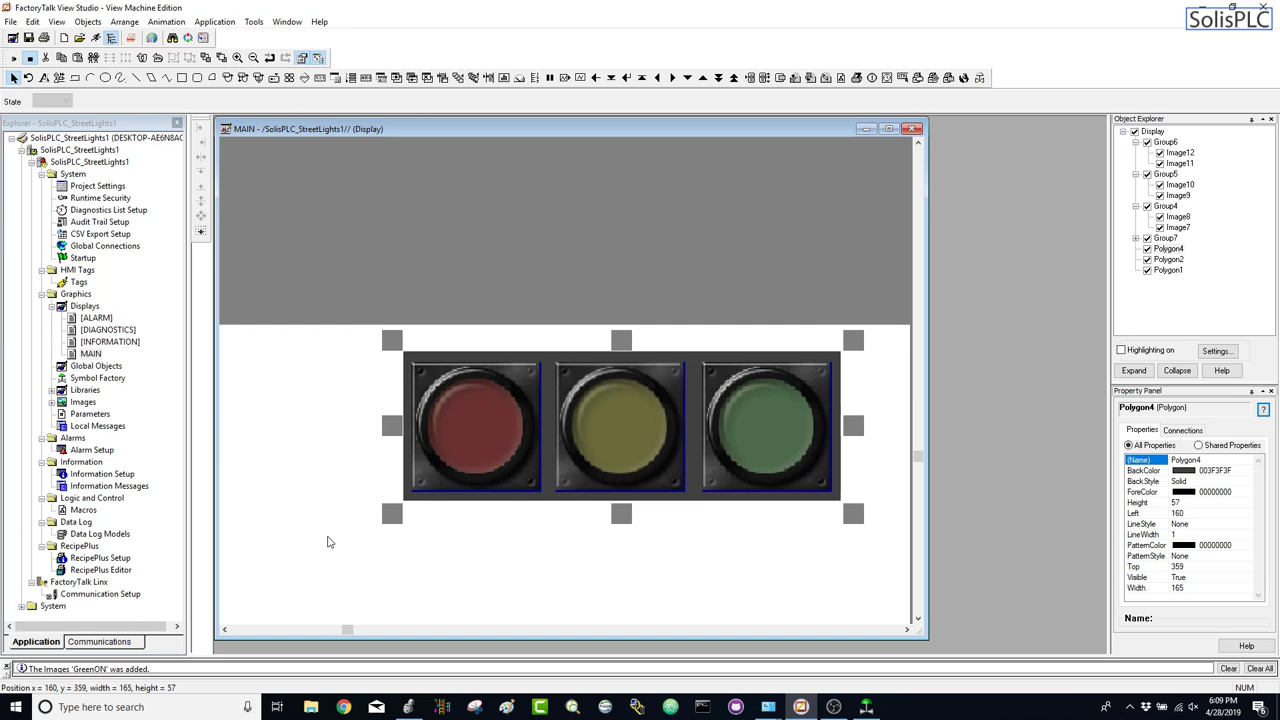 FactoryTalk View Studio - View Machine Edition
SolisPLC
File Edit View Objects Arrange Animation Application Tools Window Help
State
Explorer - SolisPLC_StreetLights1
SolisPLC_StreetLights1 (DESKTOP-AE6N8AC
SolisPLC_StreetLights1
SolisPLC_StreetLights1
System
Project Settings
Runtime Security
Diagnostics List Setup
Audit Trail Setup
CSV Export Setup
Global Connections
Startup
HMI Tags
Tags
Graphics
Displays
[ALARM]
[DIAGNOSTICS]
[INFORMATION]
MAIN
Global Objects
Symbol Factory
Libraries
Images
Parameters
Local Messages
Alarms
Alarm Setup
Information
Information Setup
Information Messages
Logic and Control
Macros
Data Log
Data Log Models
RecipePlus
RecipePlus Setup
RecipePlus Editor
FactoryTalk Linx
Communication Setup
System
Application Communications
MAIN - /SolisPLC_StreetLights1// (Display)
Object Explorer
Display
Group6
Image12
Image11
Group5
Image10
Image9
Group4
Image8
Image7
Group7
Polygon4
Polygon2
Polygon1
Highlighting on Settings...
Expand Collapse Help
Property Panel
Polygon4 (Polygon) ?
Properties Connections
All Properties Shared Properties
(Name) Polygon4
BackColor 003F3F3F
BackStyle Solid
ForeColor 00000000
Height 57
Left 160
LineStyle None
LineWidth 1
PatternColor 00000000
PatternStyle None
Top 359
Visible True
Width 165
Name:
Help
The Images 'GreenON' was added.
Clear Clear All
Position x = 160, y = 359, width = 165, height = 57
NUM
Type here to search
6:09 PM
4/28/2019